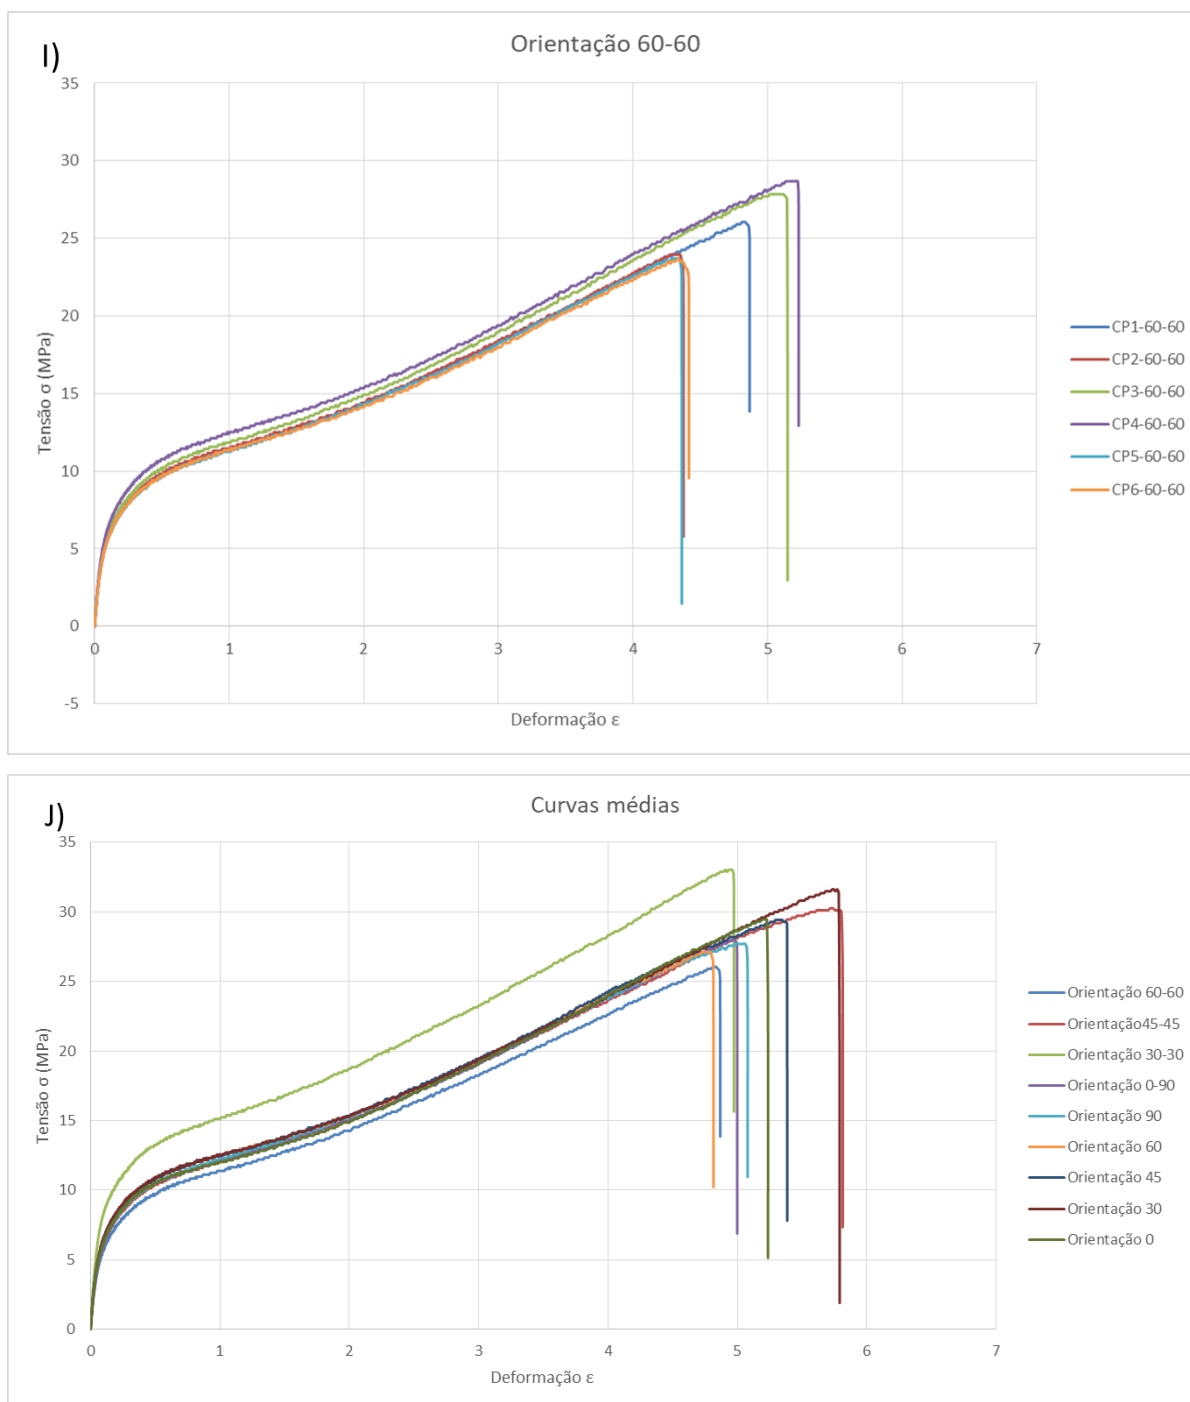 I)
Orientação 60-60
35
30
25
20
15
10
5
0
-5
0 1 2 3 4 5 6 7
Tensão σ (MPa)
Deformação ε
CP1-60-60
CP2-60-60
CP3-60-60
CP4-60-60
CP5-60-60
CP6-60-60
J)
Curvas médias
35
30
25
20
15
10
5
0
0 1 2 3 4 5 6 7
Tensão σ (MPa)
Deformação ε
Orientação 60-60
Orientação45-45
Orientação 30-30
Orientação 0-90
Orientação 90
Orientação 60
Orientação 45
Orientação 30
Orientação 0